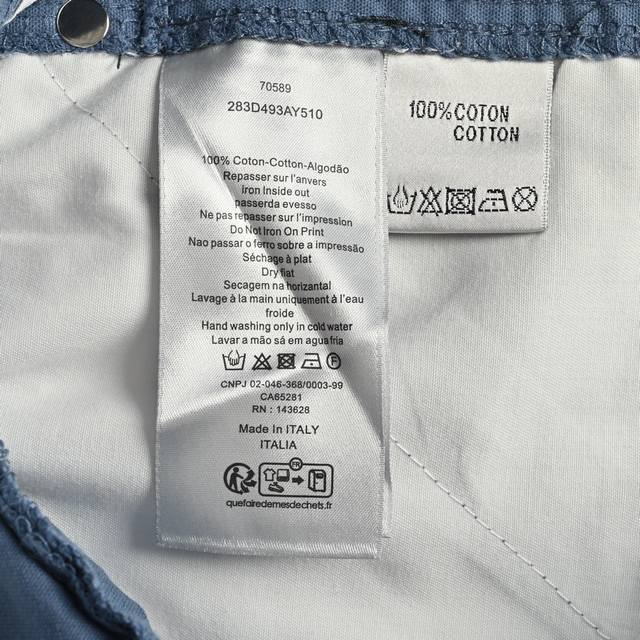 70589
283D493AY510
100% Coton-Cotton-Algodão
Repasser sur l'anvers
iron Inside out
passerda evesso
Ne pas repasser sur l'impression
Do Not Iron On Print
Nao passar o ferro sobre a impressão
Séchage à plat
Dry flat
Secagem na horizantal
Lavage à la main uniquement à l'eau
froide
Hand washing only in cold water
Lavar a mão sá em agua fria
F
CNPJ 02-046-368/0003-99
CA65281
RN : 143628
Made In ITALY
ITALIA
FR
quefairedemesdechets.fr
100% COTON
COTTON